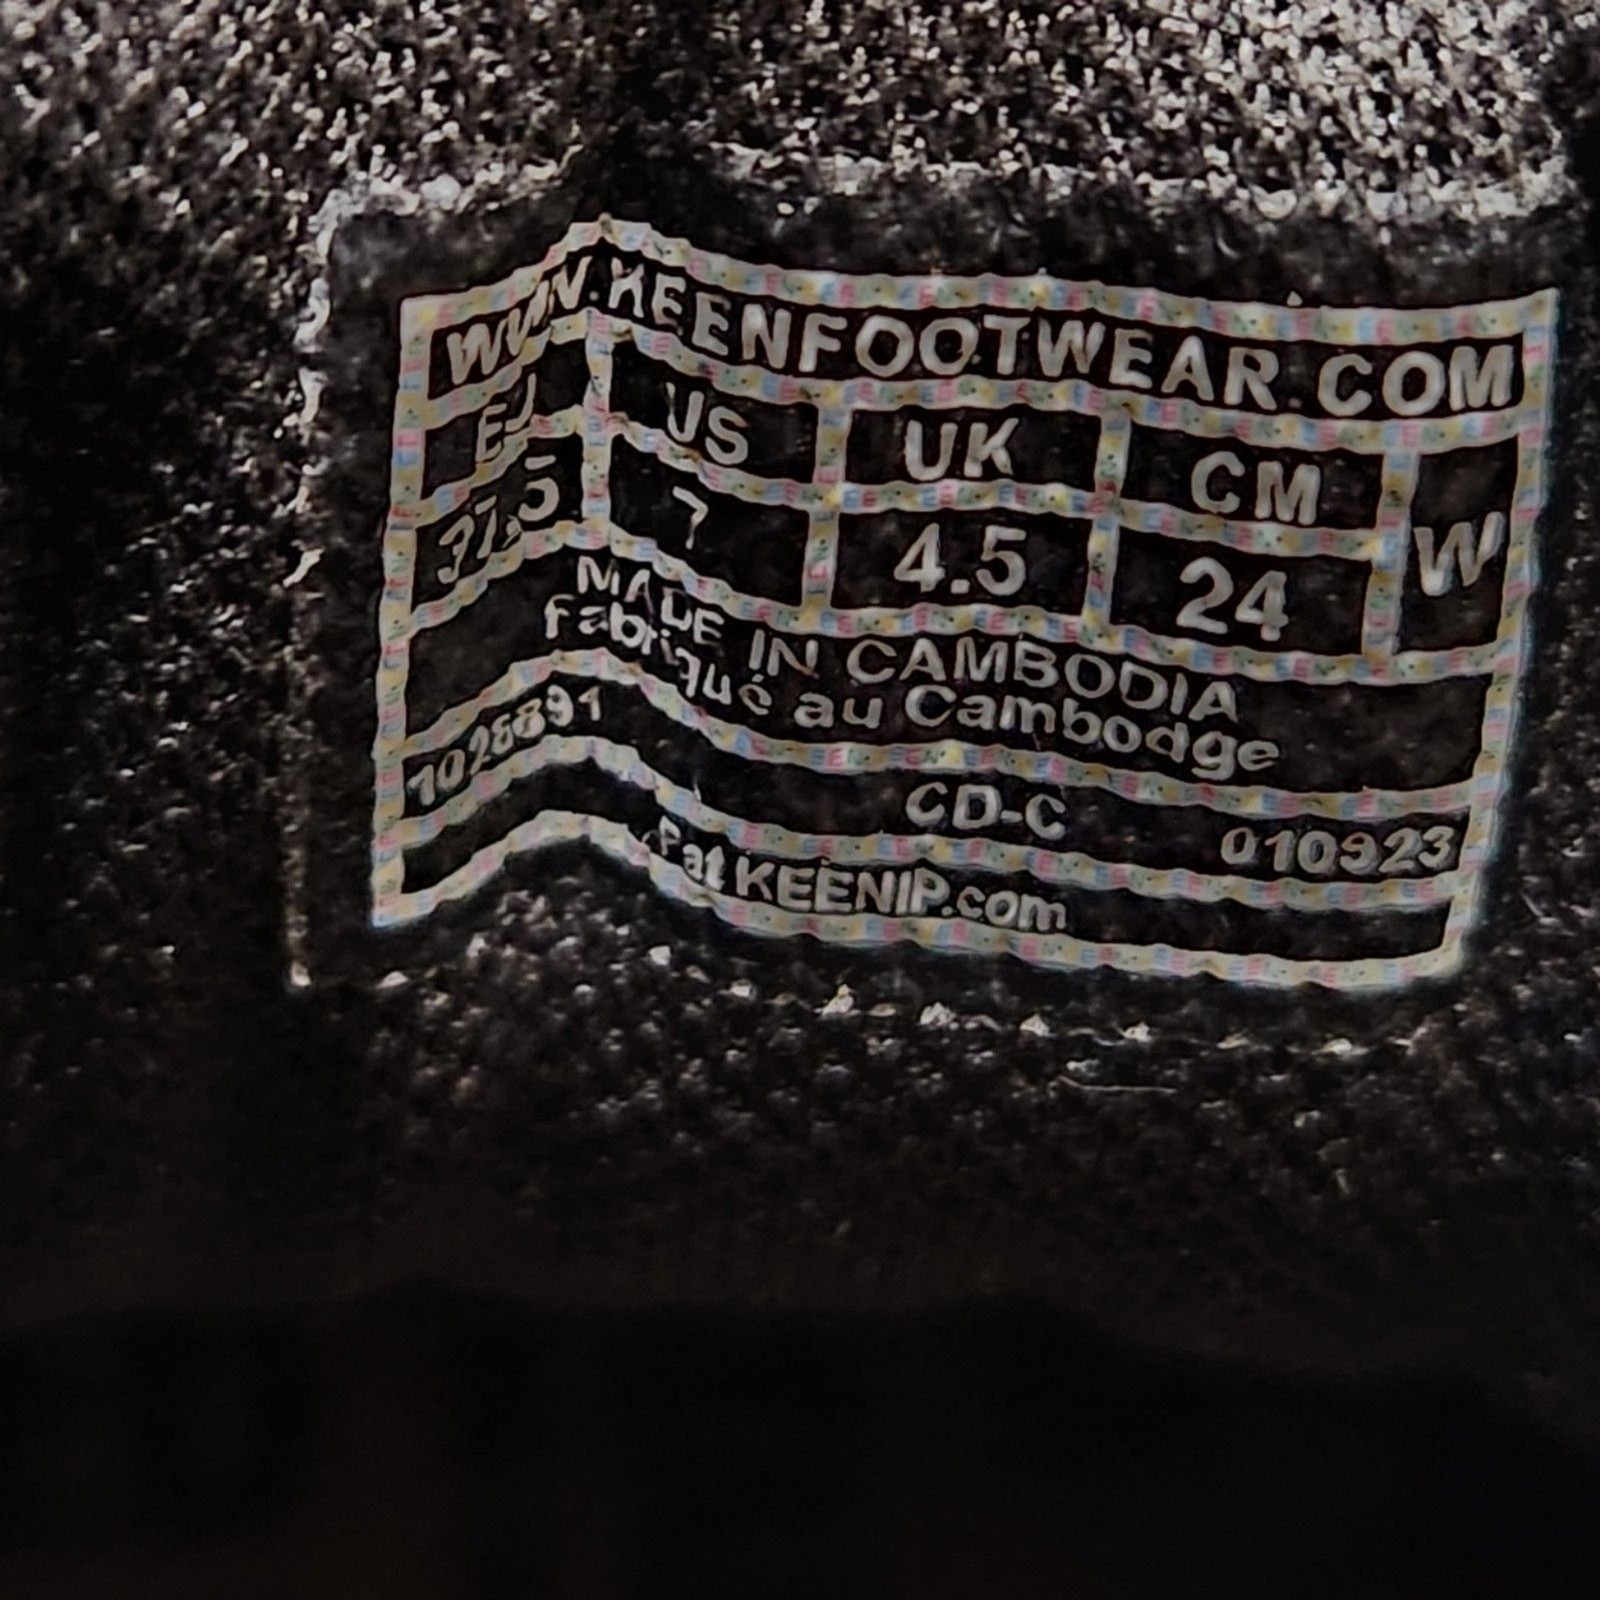 WWW.KEENFOOTWEAR.COM
EU US UK CM W
37.5 7 4.5 24
MADE IN CAMBODIA
Fabriqué au Cambodge
1028891 CD-C 010923
Pat KEENIP.com